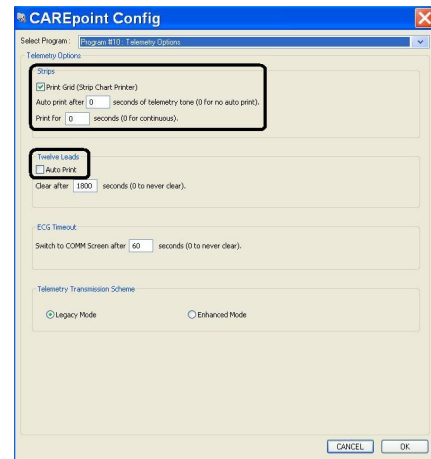 CAREpoint Config
Select Program: Program #10 : Telemetry Options
Telemetry Options
Strips
Print Grid (Strip Chart Printer)
Auto print after 0 seconds of telemetry tone (0 for no auto print).
Print for 0 seconds (0 for continuous).
Twelve Leads
Auto Print
Clear after 1800 seconds (0 to never clear).
ECG Timeout
Switch to COMM Screen after 60 seconds (0 to never clear).
Telemetry Transmission Scheme
Legacy Mode Enhanced Mode
CANCEL OK